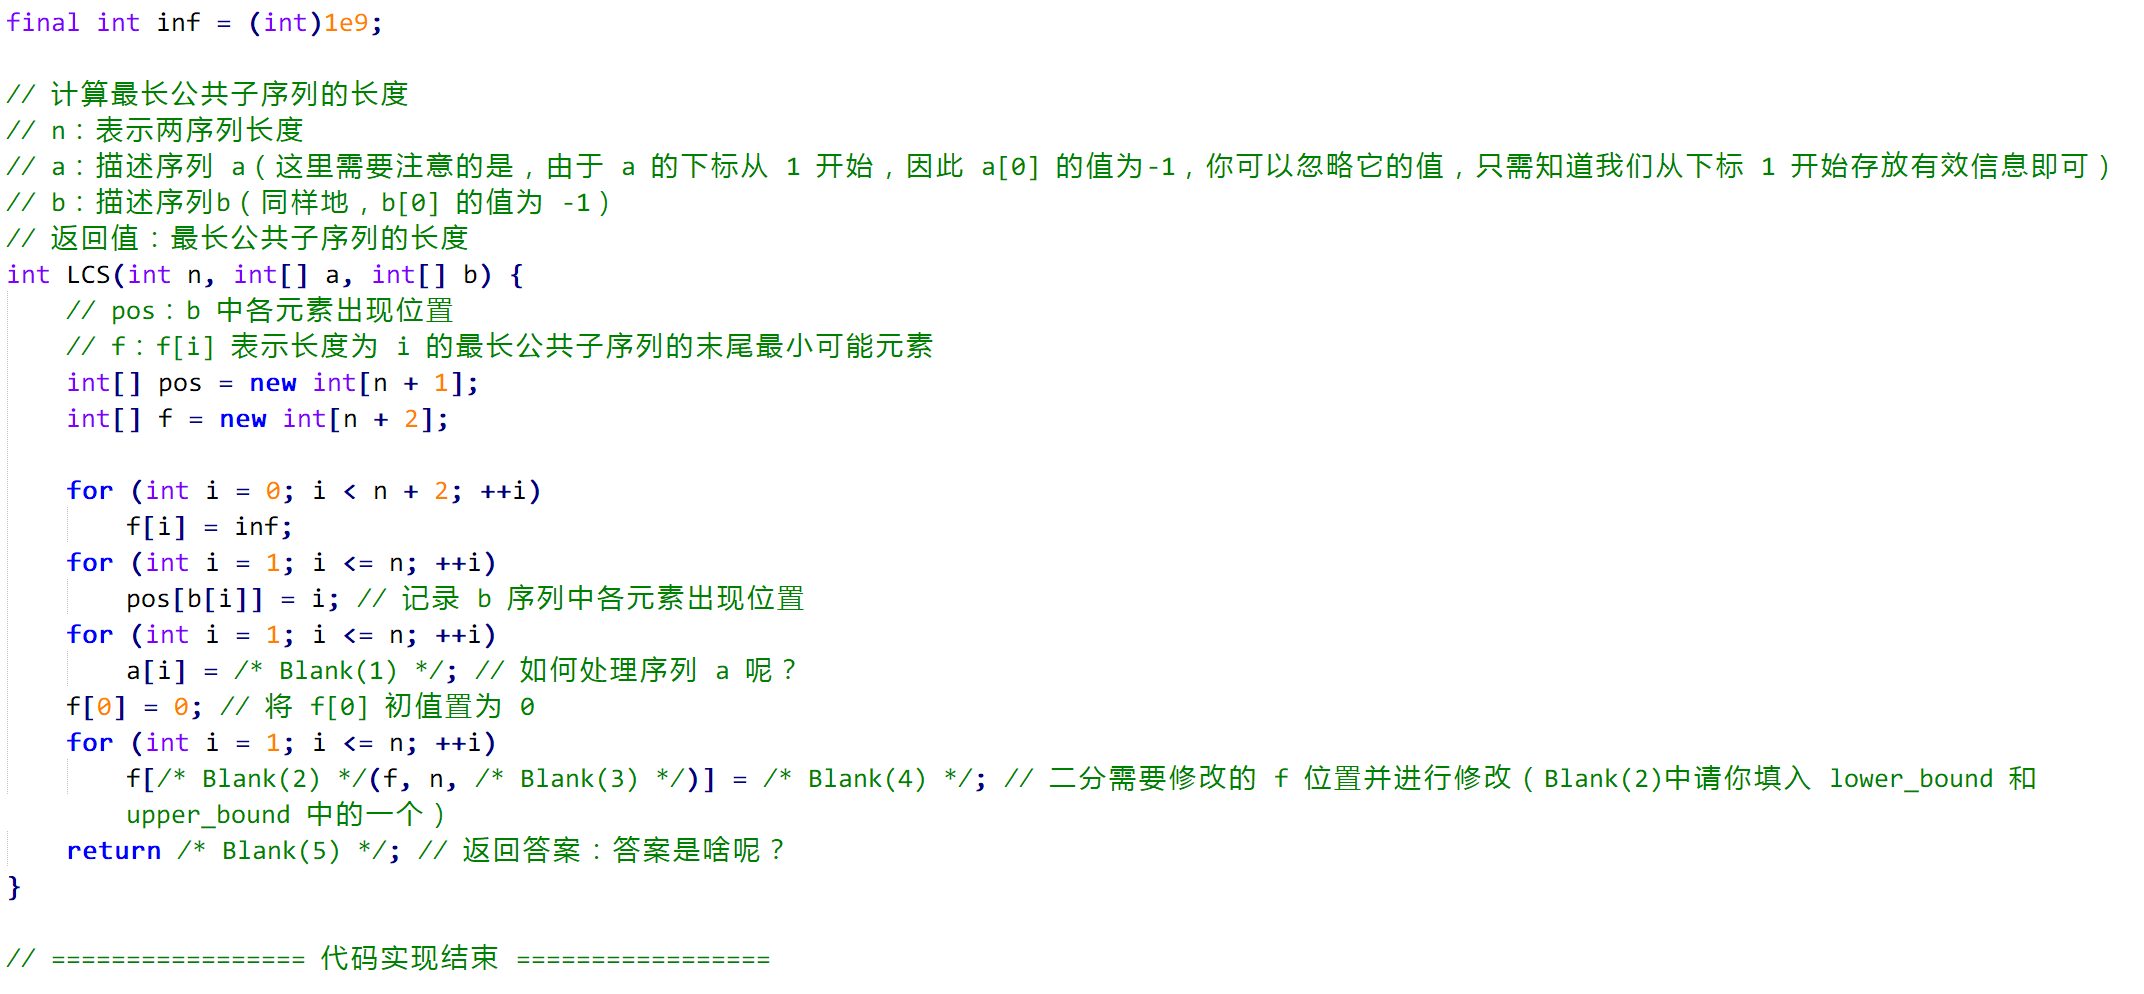 final int inf = (int)1e9;
// 计算最长公共子序列的长度
// n：表示两序列长度
// a：描述序列 a（这里需要注意的是，由于 a 的下标从 1 开始，因此 a[0] 的值为-1，你可以忽略它的值，只需知道我们从下标 1 开始存放有效信息即可）
// b：描述序列b（同样地，b[0] 的值为 -1）
// 返回值：最长公共子序列的长度
int LCS(int n, int[] a, int[] b) {
    // pos：b 中各元素出现位置
    // f：f[i] 表示长度为 i 的最长公共子序列的末尾最小可能元素
    int[] pos = new int[n + 1];
    int[] f = new int[n + 2];
    for (int i = 0; i < n + 2; ++i)
        f[i] = inf;
    for (int i = 1; i <= n; ++i)
        pos[b[i]] = i; // 记录 b 序列中各元素出现位置
    for (int i = 1; i <= n; ++i)
        a[i] = /* Blank(1) */; // 如何处理序列 a 呢？
    f[0] = 0; // 将 f[0] 初值置为 0
    for (int i = 1; i <= n; ++i)
        f[/* Blank(2) */(f, n, /* Blank(3) */)] = /* Blank(4) */; // 二分需要修改的 f 位置并进行修改（Blank(2)中请你填入 lower_bound 和
        upper_bound 中的一个）
    return /* Blank(5) */; // 返回答案：答案是啥呢？
}
// ================= 代码实现结束 =================